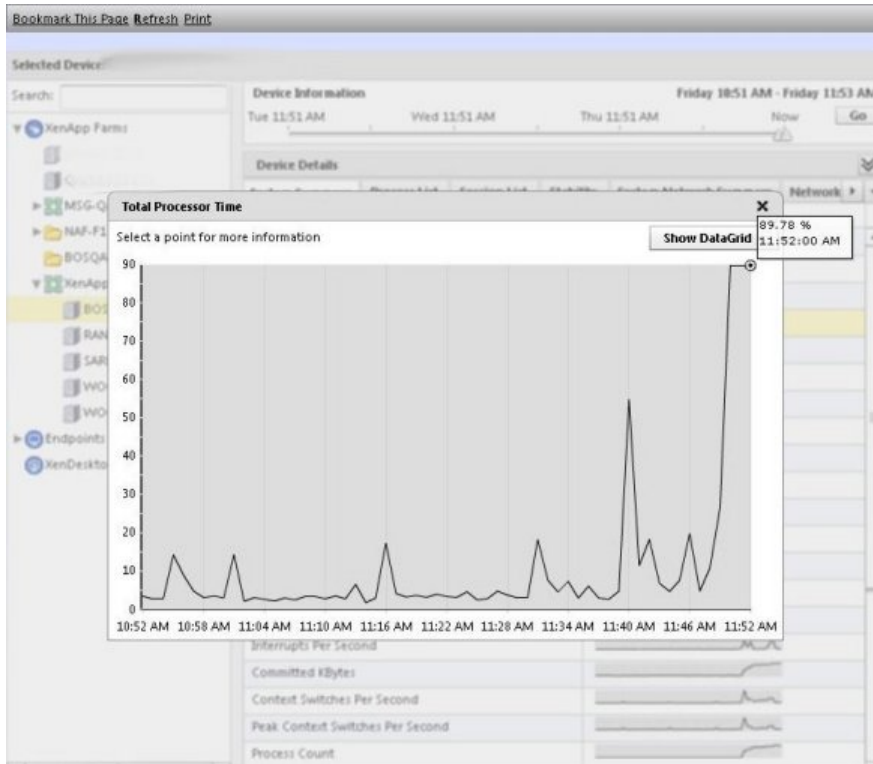 Bookmark This Page Refresh Print
Selected Device:
Search:
Device Information Friday 10:51 AM - Friday 11:53 AM
Tue 11:51 AM Wed 11:51 AM Thu 11:51 AM Now Go
XenApp Farms
Device Details
Network
MSG-Q
NAF-F1
BOSQA
XenApp
BOS
RAN
SAR
WO
WO
Endpoints
XenDeskto
Total Processor Time
Select a point for more information Show DataGrid
89.78 %
11:52:00 AM
90
80
70
60
50
40
30
20
10
0
10:52 AM 10:58 AM 11:04 AM 11:10 AM 11:16 AM 11:22 AM 11:28 AM 11:34 AM 11:40 AM 11:46 AM 11:52 AM
Interrupts Per Second
Committed KBytes
Context Switches Per Second
Peak Context Switches Per Second
Process Count